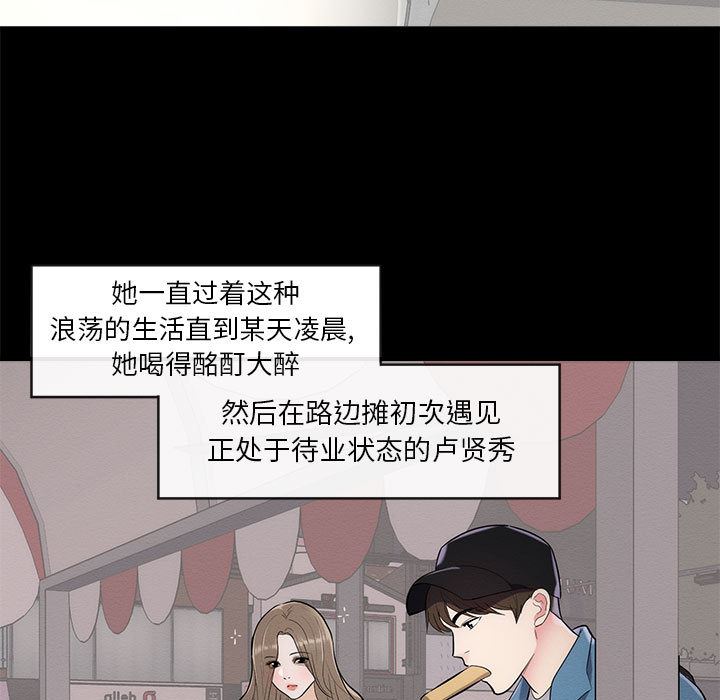 她一直过着这种
浪荡的生活直到某天凌晨,
她喝得酩酊大醉
然后在路边摊初次遇见
正处于待业状态的卢贤秀